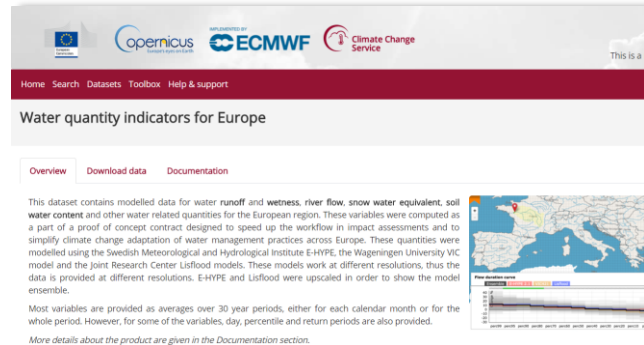 opernicus
IMPLEMENTED BY
ECMWF
Climate Change
Service
This is a
Home Search Datasets Toolbox Help & support
Water quantity indicators for Europe
Overview Download data Documentation
This dataset contains modelled data for water runoff and wetness, river flow, snow water equivalent, soil
water content and other water related quantities for the European region. These variables were computed as
a part of a proof of concept contract designed to speed up the workflow in impact assessments and to
simplify climate change adaptation of water management practices across Europe. These quantities were
modelled using the Swedish Meteorological and Hydrological Institute E-HYPE, the Wageningen University VIC
model and the Joint Research Center Lisflood models. These models work at different resolutions, thus the
data is provided at different resolutions. E-HYPE and Lisflood were upscaled in order to show the model
ensemble.
Flow duration curve
Most variables are provided as averages over 30 year periods, either for each calendar month or for the
whole period. However, for some of the variables, day, percentile and return periods are also provided.
More details about the product are given in the Documentation section.